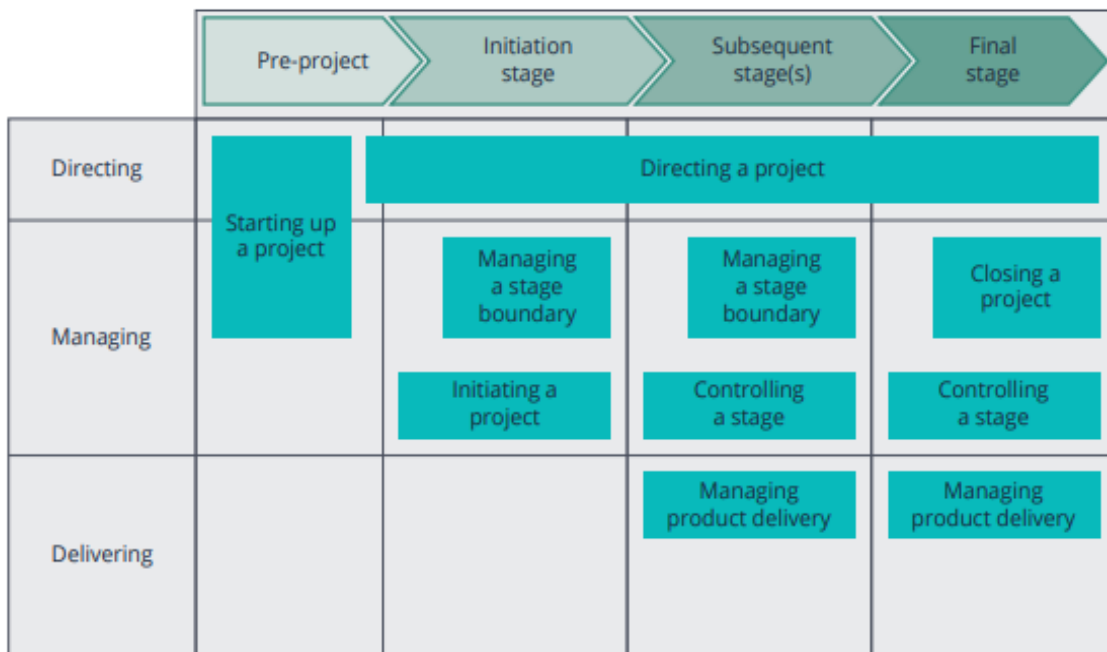 Pre-project
Initiation
stage
Subsequent
stage(s)
Final
stage
Directing
Directing a project
Starting up
a project
Managing
Managing
a stage
boundary
Managing
a stage
boundary
Closing a
project
Initiating a
project
Controlling
a stage
Controlling
a stage
Delivering
Managing
product delivery
Managing
product delivery